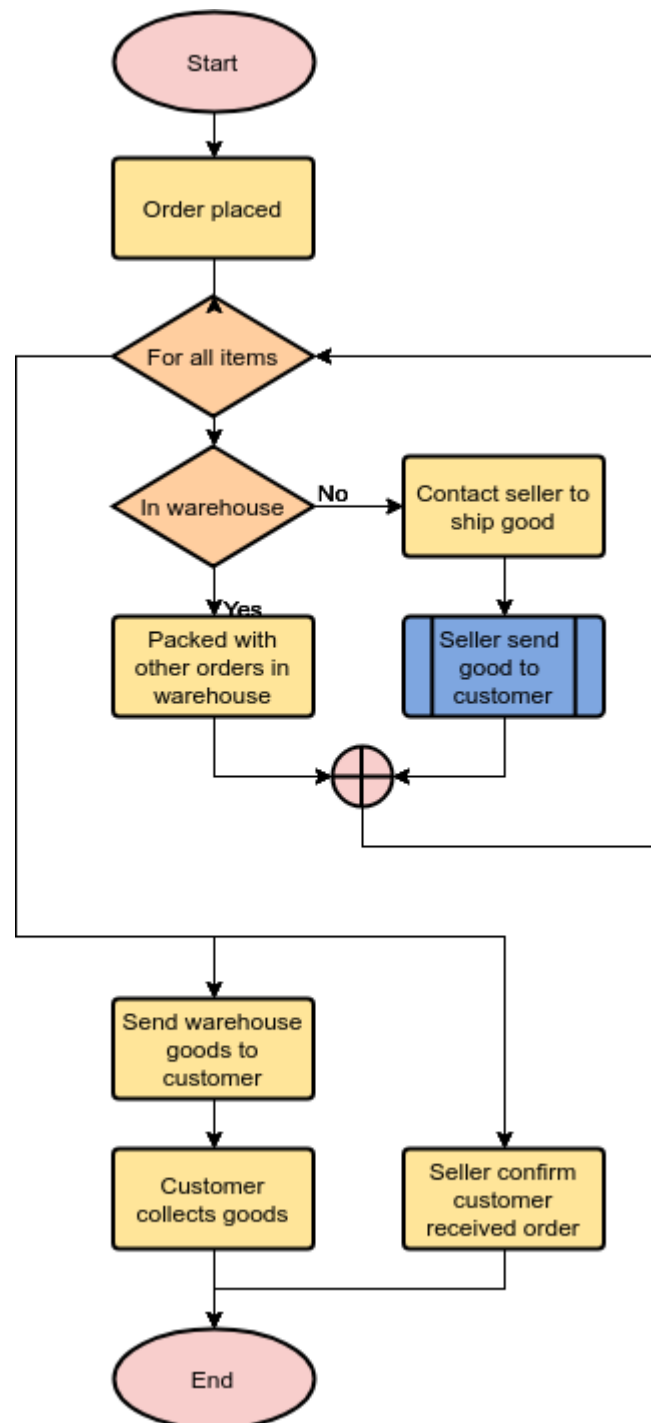 Start
Order placed
For all items
In warehouse
No
Contact seller to
ship good
Yes
Packed with
other orders in
warehouse
Seller send
good to
customer
Send warehouse
goods to
customer
Customer
collects goods
Seller confirm
customer
received order
End